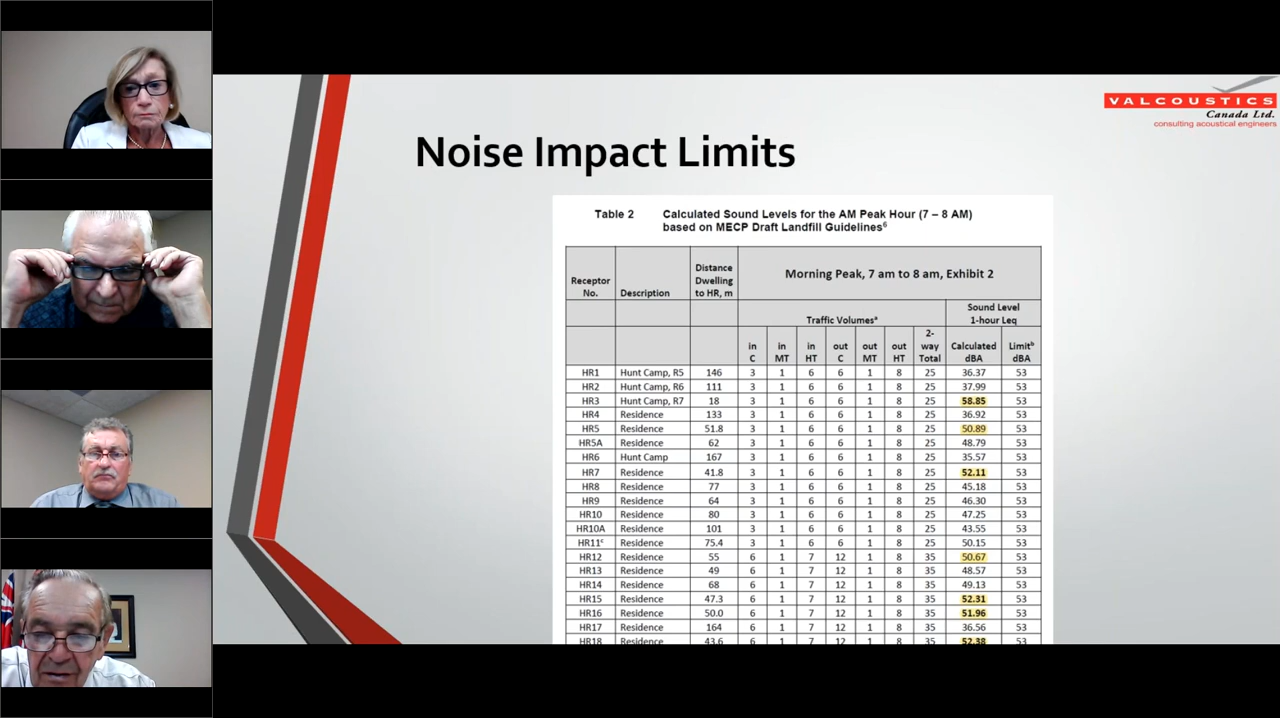 VALCOUSTICS
Canada Ltd.
consulting acoustical engineers
Noise Impact Limits
Table 2 Calculated Sound Levels for the AM Peak Hour (7 – 8 AM)
based on MECP Draft Landfill Guidelines⁶
Receptor No. Description Distance Dwelling to HR, m Morning Peak, 7 am to 8 am, Exhibit 2
Traffic Volumesᵃ Sound Level 1-hour Leq
in C in MT in HT out C out MT out HT 2-way Total Calculated dBA Limitᵇ dBA
HR1 Hunt Camp, R5 146 3 1 6 6 1 8 25 36.37 53
HR2 Hunt Camp, R6 111 3 1 6 6 1 8 25 37.99 53
HR3 Hunt Camp, R7 18 3 1 6 6 1 8 25 58.85 53
HR4 Residence 133 3 1 6 6 1 8 25 36.92 53
HR5 Residence 51.8 3 1 6 6 1 8 25 50.89 53
HR5A Residence 62 3 1 6 6 1 8 25 48.79 53
HR6 Hunt Camp 167 3 1 6 6 1 8 25 35.57 53
HR7 Residence 41.8 3 1 6 6 1 8 25 52.11 53
HR8 Residence 77 3 1 6 6 1 8 25 45.18 53
HR9 Residence 64 3 1 6 6 1 8 25 46.30 53
HR10 Residence 80 3 1 6 6 1 8 25 47.25 53
HR10A Residence 101 3 1 6 6 1 8 25 43.55 53
HR11ᶜ Residence 75.4 3 1 6 6 1 8 25 50.15 53
HR12 Residence 55 6 1 7 12 1 8 35 50.67 53
HR13 Residence 49 6 1 7 12 1 8 35 48.57 53
HR14 Residence 68 6 1 7 12 1 8 35 49.13 53
HR15 Residence 47.3 6 1 7 12 1 8 35 52.31 53
HR16 Residence 50.0 6 1 7 12 1 8 35 51.96 53
HR17 Residence 164 6 1 7 12 1 8 35 36.56 53
HR18 Residence 43.6 6 1 7 12 1 8 35 52.38 53